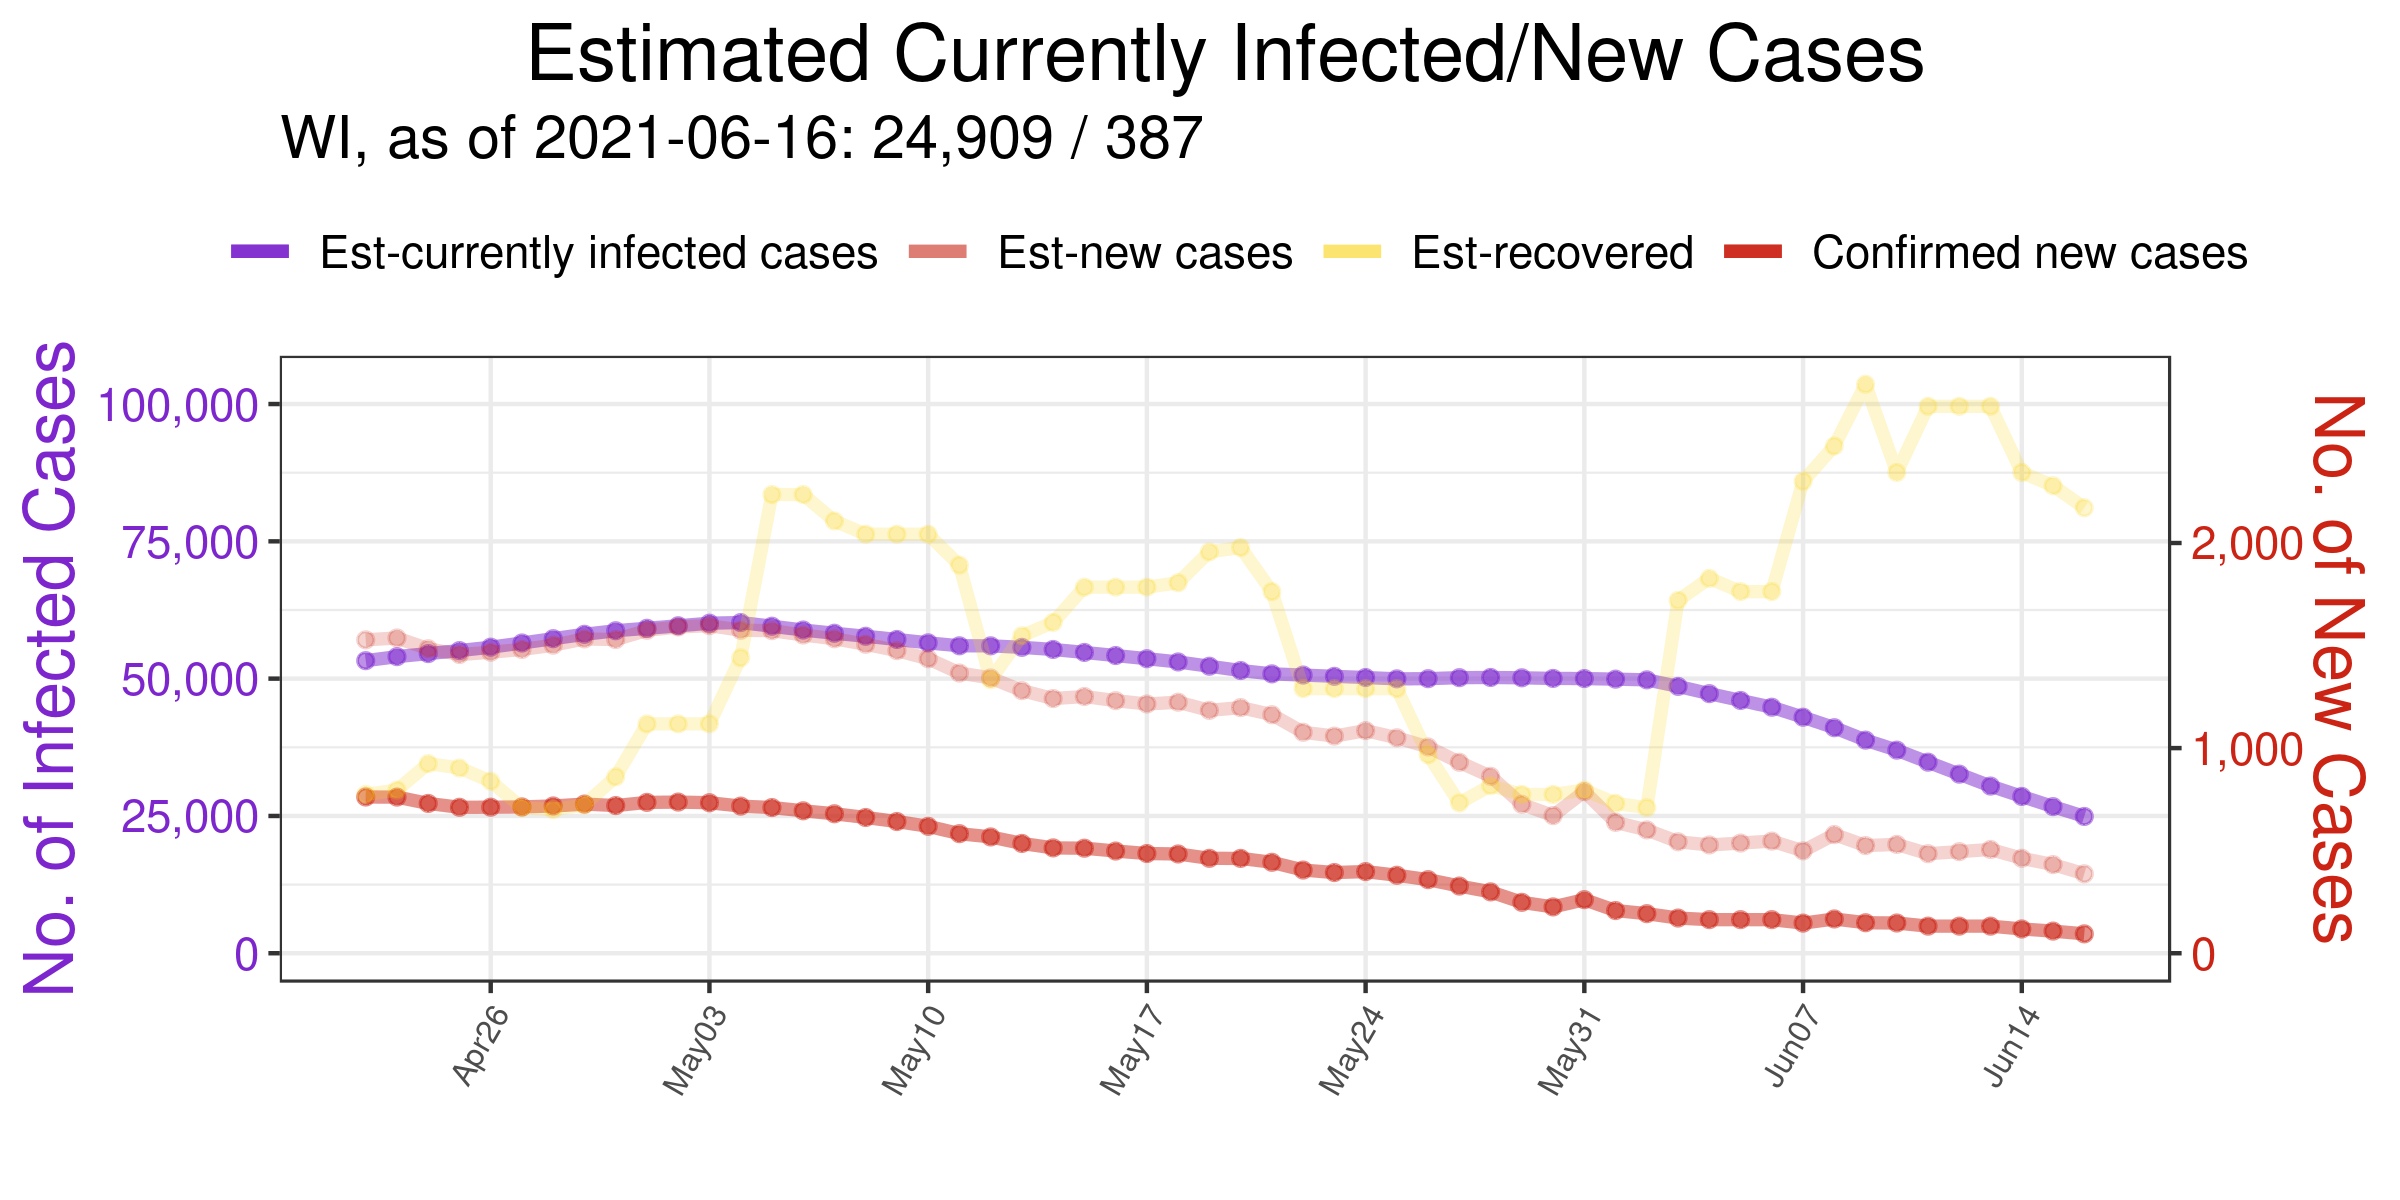 Estimated Currently Infected/New Cases
WI, as of 2021-06-16: 24,909 / 387
Est-currently infected cases Est-new cases Est-recovered Confirmed new cases
No. of Infected Cases
100,000
75,000
50,000
25,000
0
2,000
1,000
0
No. of New Cases
Apr26 May03 May10 May17 May24 May31 Jun07 Jun14